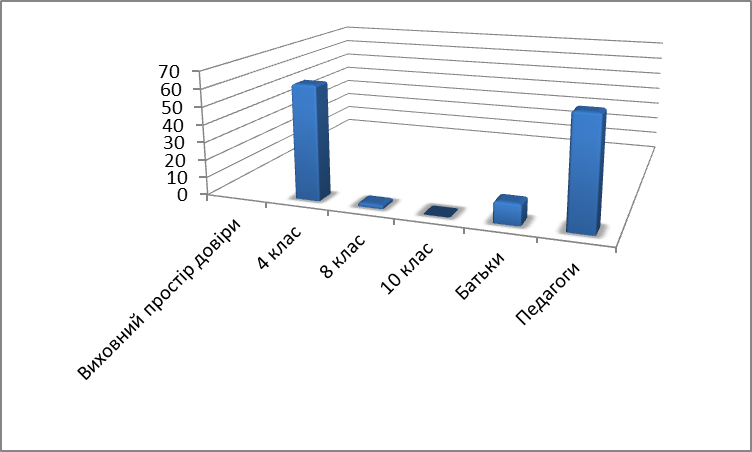 70
60
50
40
30
20
10
0
Виховний простір довіри
4 клас
8 клас
10 клас
Батьки
Педагоги